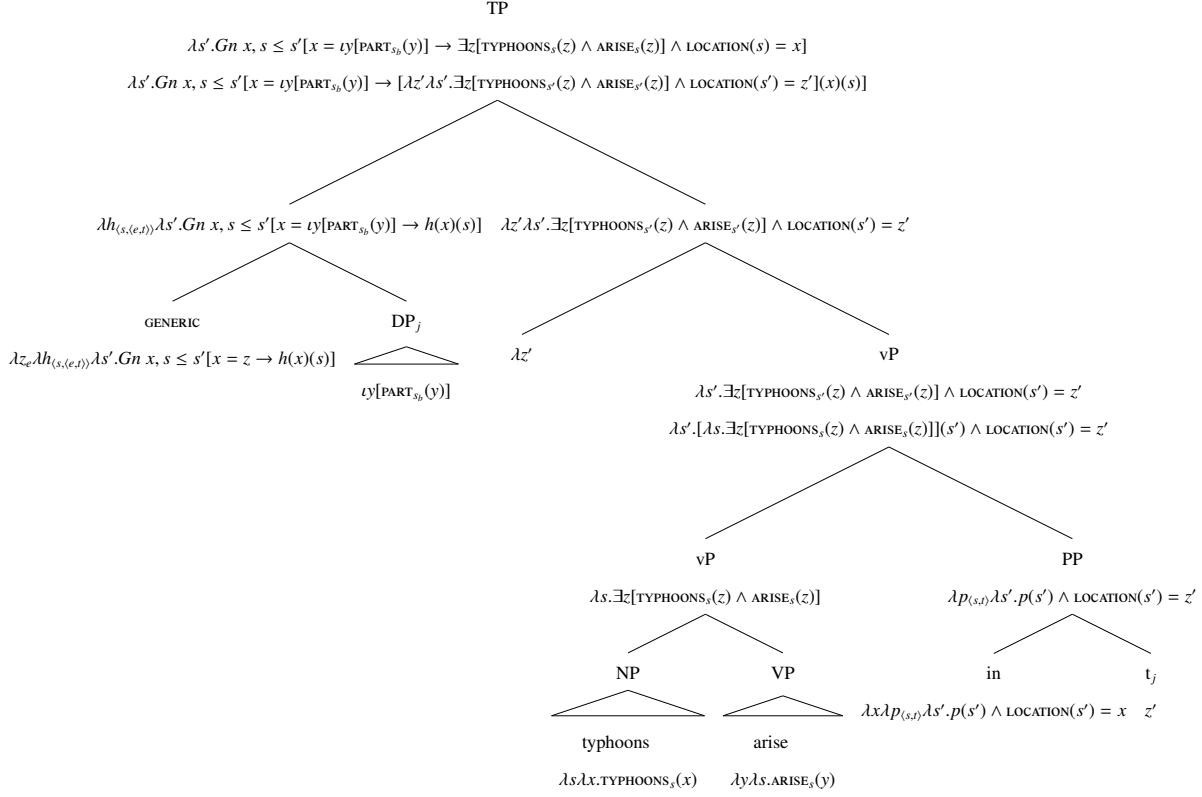 TP
λs′.Gn x, s ≤ s′[x = ιy[PART_{s_b}(y)] → ∃z[TYPHOONS_s(z) ∧ ARISE_s(z)] ∧ LOCATION(s) = x]
λs′.Gn x, s ≤ s′[x = ιy[PART_{s_b}(y)] → [λz′λs′.∃z[TYPHOONS_{s′}(z) ∧ ARISE_{s′}(z)] ∧ LOCATION(s′) = z′](x)(s)]
λh_{⟨s,⟨e,t⟩⟩}λs′.Gn x, s ≤ s′[x = ιy[PART_{s_b}(y)] → h(x)(s)] λz′λs′.∃z[TYPHOONS_{s′}(z) ∧ ARISE_{s′}(z)] ∧ LOCATION(s′) = z′
GENERIC DP_j
λz_eλh_{⟨s,⟨e,t⟩⟩}λs′.Gn x, s ≤ s′[x = z → h(x)(s)] λz′ vP
ιy[PART_{s_b}(y)]
λs′.∃z[TYPHOONS_{s′}(z) ∧ ARISE_{s′}(z)] ∧ LOCATION(s′) = z′
λs′.[λs.∃z[TYPHOONS_s(z) ∧ ARISE_s(z)]](s′) ∧ LOCATION(s′) = z′
vP PP
λs.∃z[TYPHOONS_s(z) ∧ ARISE_s(z)] λp_{⟨s,t⟩}λs′.p(s′) ∧ LOCATION(s′) = z′
NP VP in t_j
λxλp_{⟨s,t⟩}λs′.p(s′) ∧ LOCATION(s′) = x z′
typhoons arise
λsλx.TYPHOONS_s(x) λyλs.ARISE_s(y)